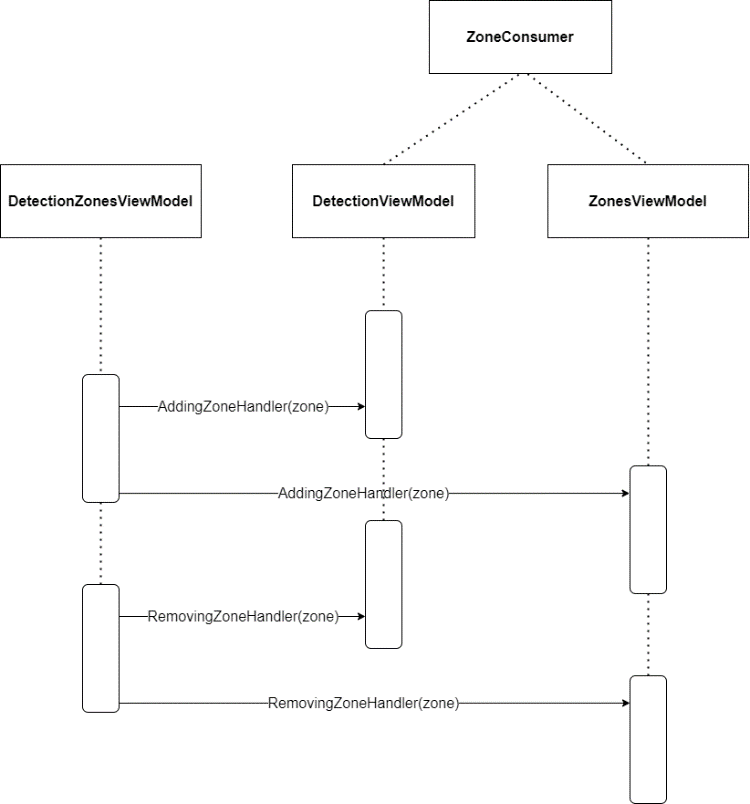 ZoneConsumer
DetectionZonesViewModel
DetectionViewModel
ZonesViewModel
AddingZoneHandler(zone)
AddingZoneHandler(zone)
RemovingZoneHandler(zone)
RemovingZoneHandler(zone)